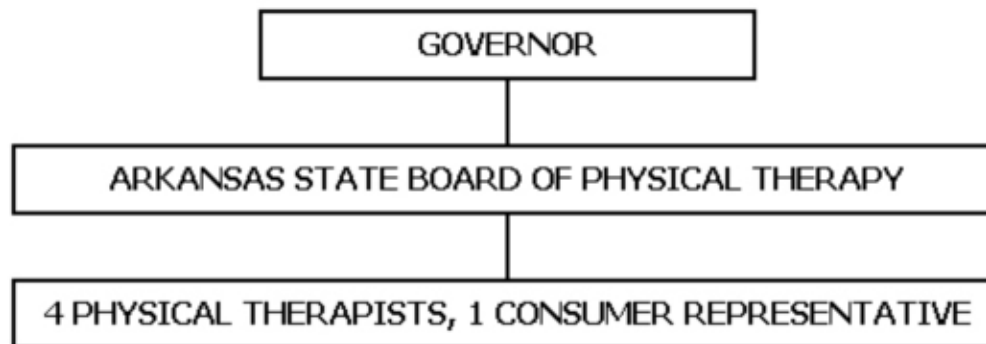 GOVERNOR
ARKANSAS STATE BOARD OF PHYSICAL THERAPY
4 PHYSICAL THERAPISTS, 1 CONSUMER REPRESENTATIVE